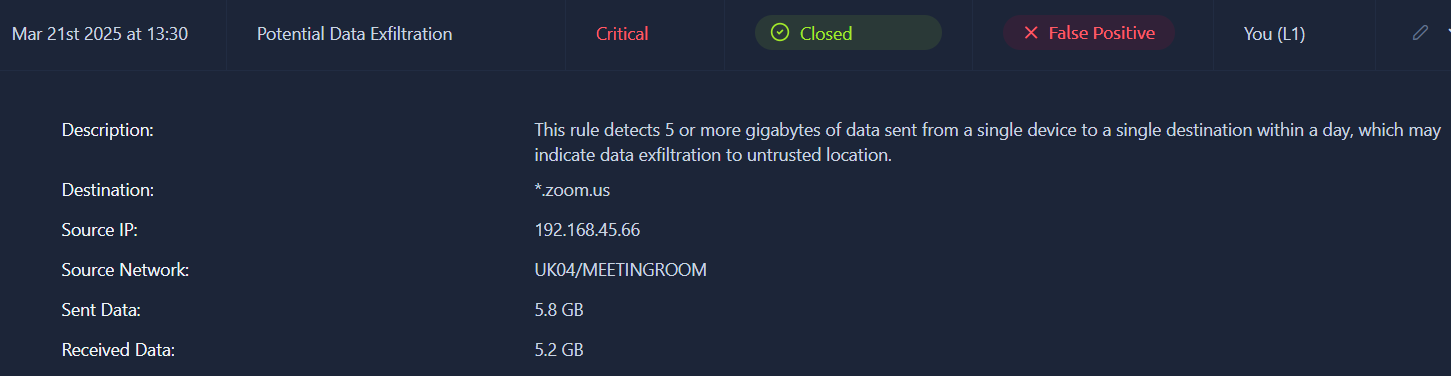 Mar 21st 2025 at 13:30 Potential Data Exfiltration Critical Closed False Positive You (L1)
Description: This rule detects 5 or more gigabytes of data sent from a single device to a single destination within a day, which may
indicate data exfiltration to untrusted location.
Destination: *.zoom.us
Source IP: 192.168.45.66
Source Network: UK04/MEETINGROOM
Sent Data: 5.8 GB
Received Data: 5.2 GB